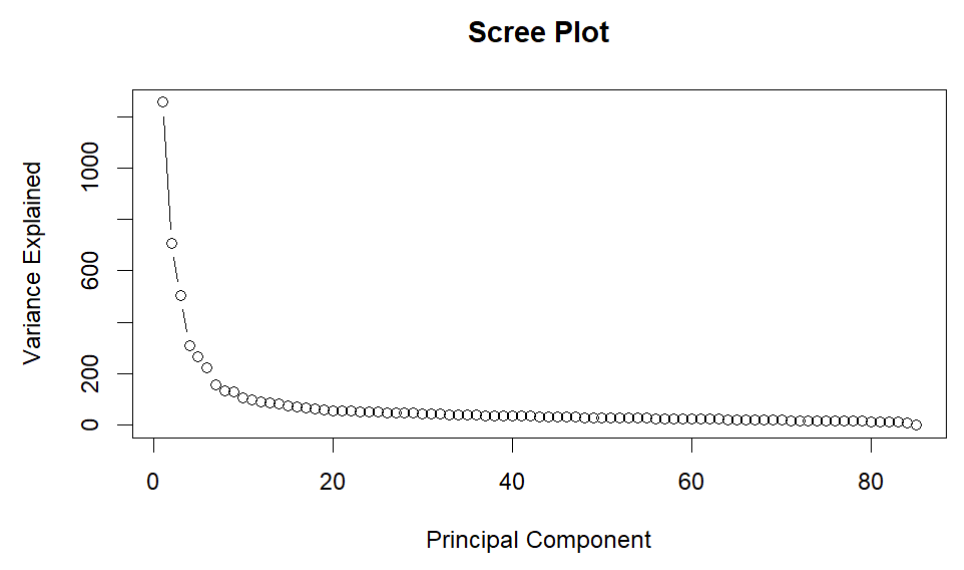 Scree Plot
Variance Explained
1000
600
200
0
0 20 40 60 80
Principal Component